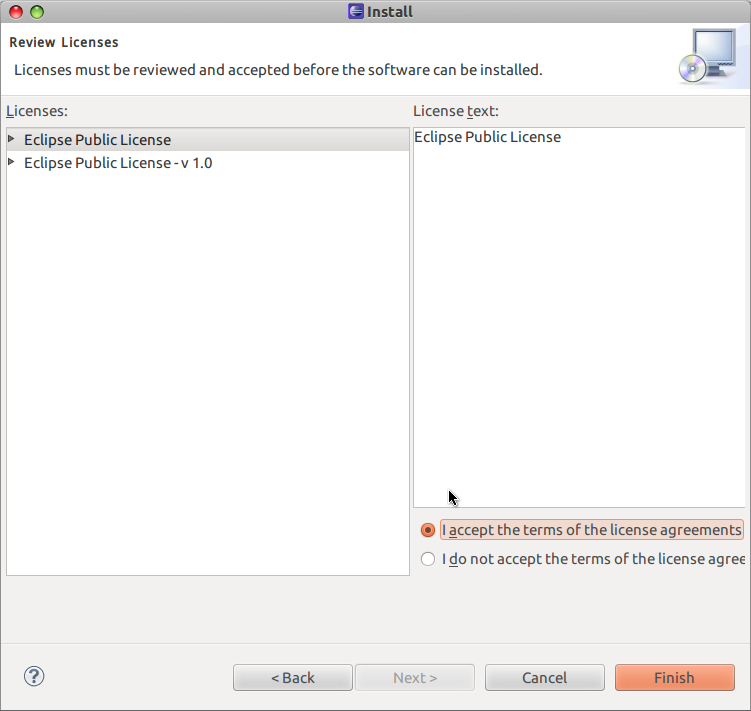 Install
Review Licenses
Licenses must be reviewed and accepted before the software can be installed.
Licenses:
Eclipse Public License
Eclipse Public License - v 1.0
License text:
Eclipse Public License
I accept the terms of the license agreements
I do not accept the terms of the license agree
?
< Back
Next >
Cancel
Finish